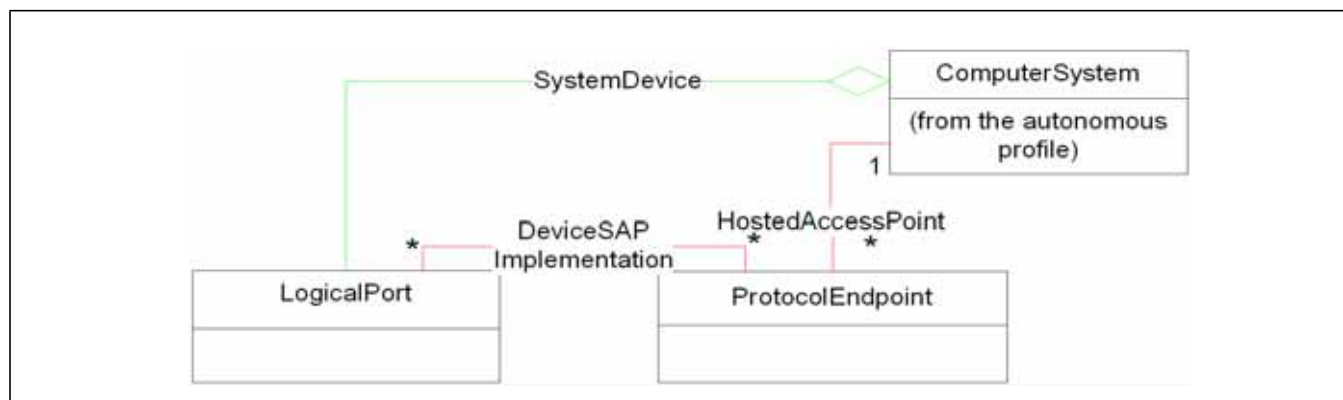 SystemDevice
ComputerSystem
(from the autonomous
profile)
1
HostedAccessPoint
*
DeviceSAP
Implementation
*
*
LogicalPort
ProtocolEndpoint